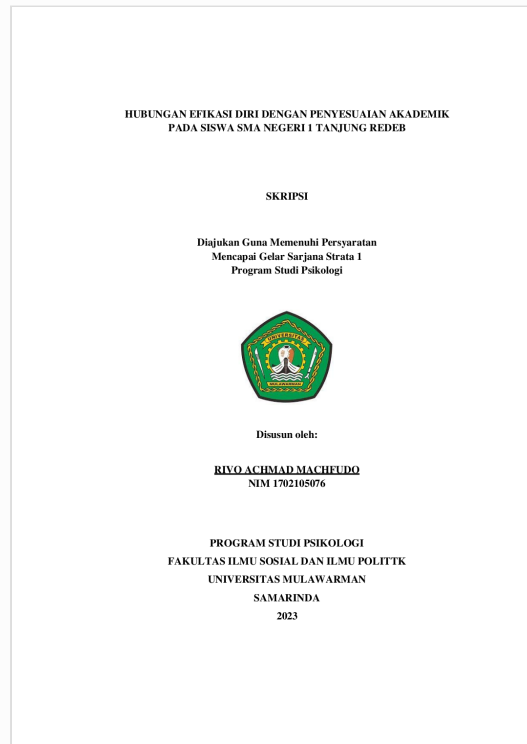 HUBUNGAN EFIKASI DIRI DENGAN PENYESUAIAN AKADEMIK
PADA SISWA SMA NEGERI 1 TANJUNG REDEB
SKRIPSI
Diajukan Guna Memenuhi Persyaratan
Mencapai Gelar Sarjana Strata 1
Program Studi Psikologi
UNIVERSITAS
MULAWARMAN
Disusun oleh:
RIVO ACHMAD MACHFUDO
NIM 1702105076
PROGRAM STUDI PSIKOLOGI
FAKULTAS ILMU SOSIAL DAN ILMU POLITTK
UNIVERSITAS MULAWARMAN
SAMARINDA
2023